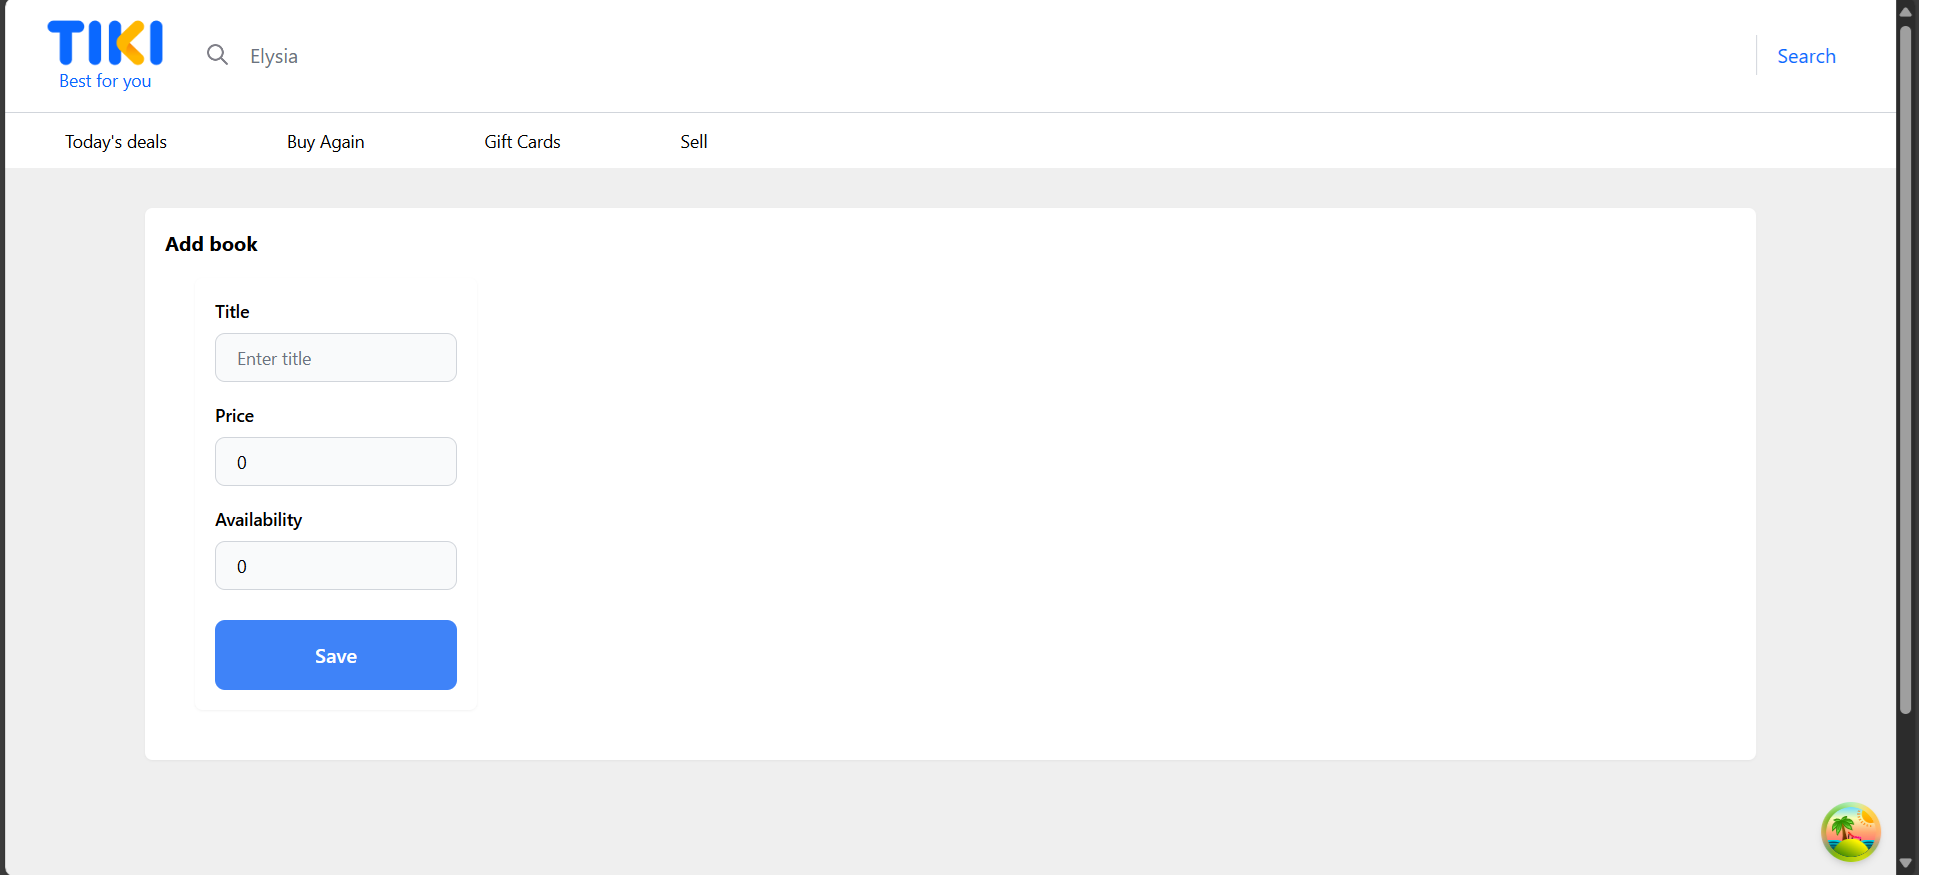 TIKI
Best for you
Elysia
Search
Today's deals
Buy Again
Gift Cards
Sell
Add book
Title
Enter title
Price
0
Availability
0
Save